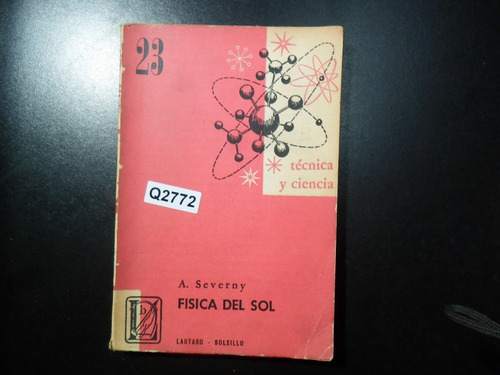 23
técnica
y ciencia
Q2772
A. Severny
FISICA DEL SOL
LAUTARO - BOLSILLO